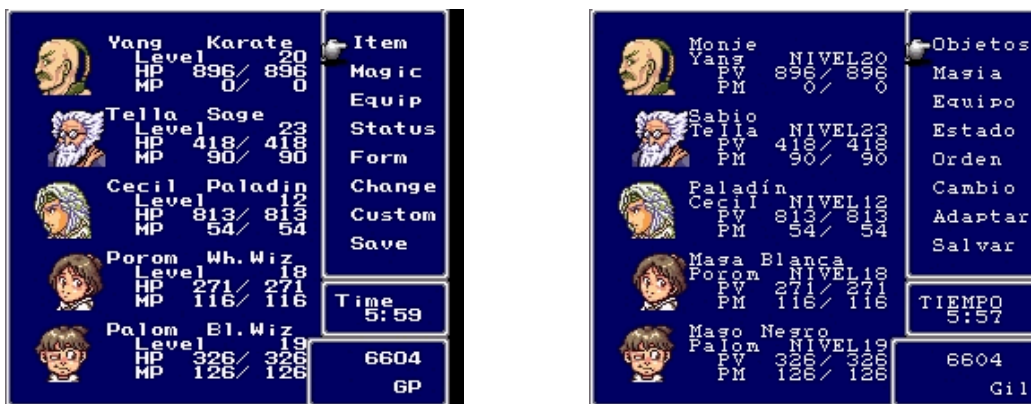 Yang Karate
Level 20
HP 896/ 896
MP 0/ 0
Tella Sage
Level 23
HP 418/ 418
MP 90/ 90
Cecil Paladin
Level 12
HP 813/ 813
MP 54/ 54
Porom Wh.Wiz
Level 18
HP 271/ 271
MP 116/ 116
Palom Bl.Wiz
Level 19
HP 326/ 326
MP 126/ 126
Item
Magic
Equip
Status
Form
Change
Custom
Save
Time
5:59
6604
GP
Monje
Yang NIVEL20
PV 896/ 896
PM 0/ 0
Sabio
Tella NIVEL23
PV 418/ 418
PM 90/ 90
Paladín
Cecil NIVEL12
PV 813/ 813
PM 54/ 54
Maga Blanca
Porom NIVEL18
PV 271/ 271
PM 116/ 116
Mago Negro
Palom NIVEL19
PV 326/ 326
PM 126/ 126
Objetos
Magia
Equipo
Estado
Orden
Cambio
Adaptar
Salvar
TIEMPO
5:57
6604
Gil